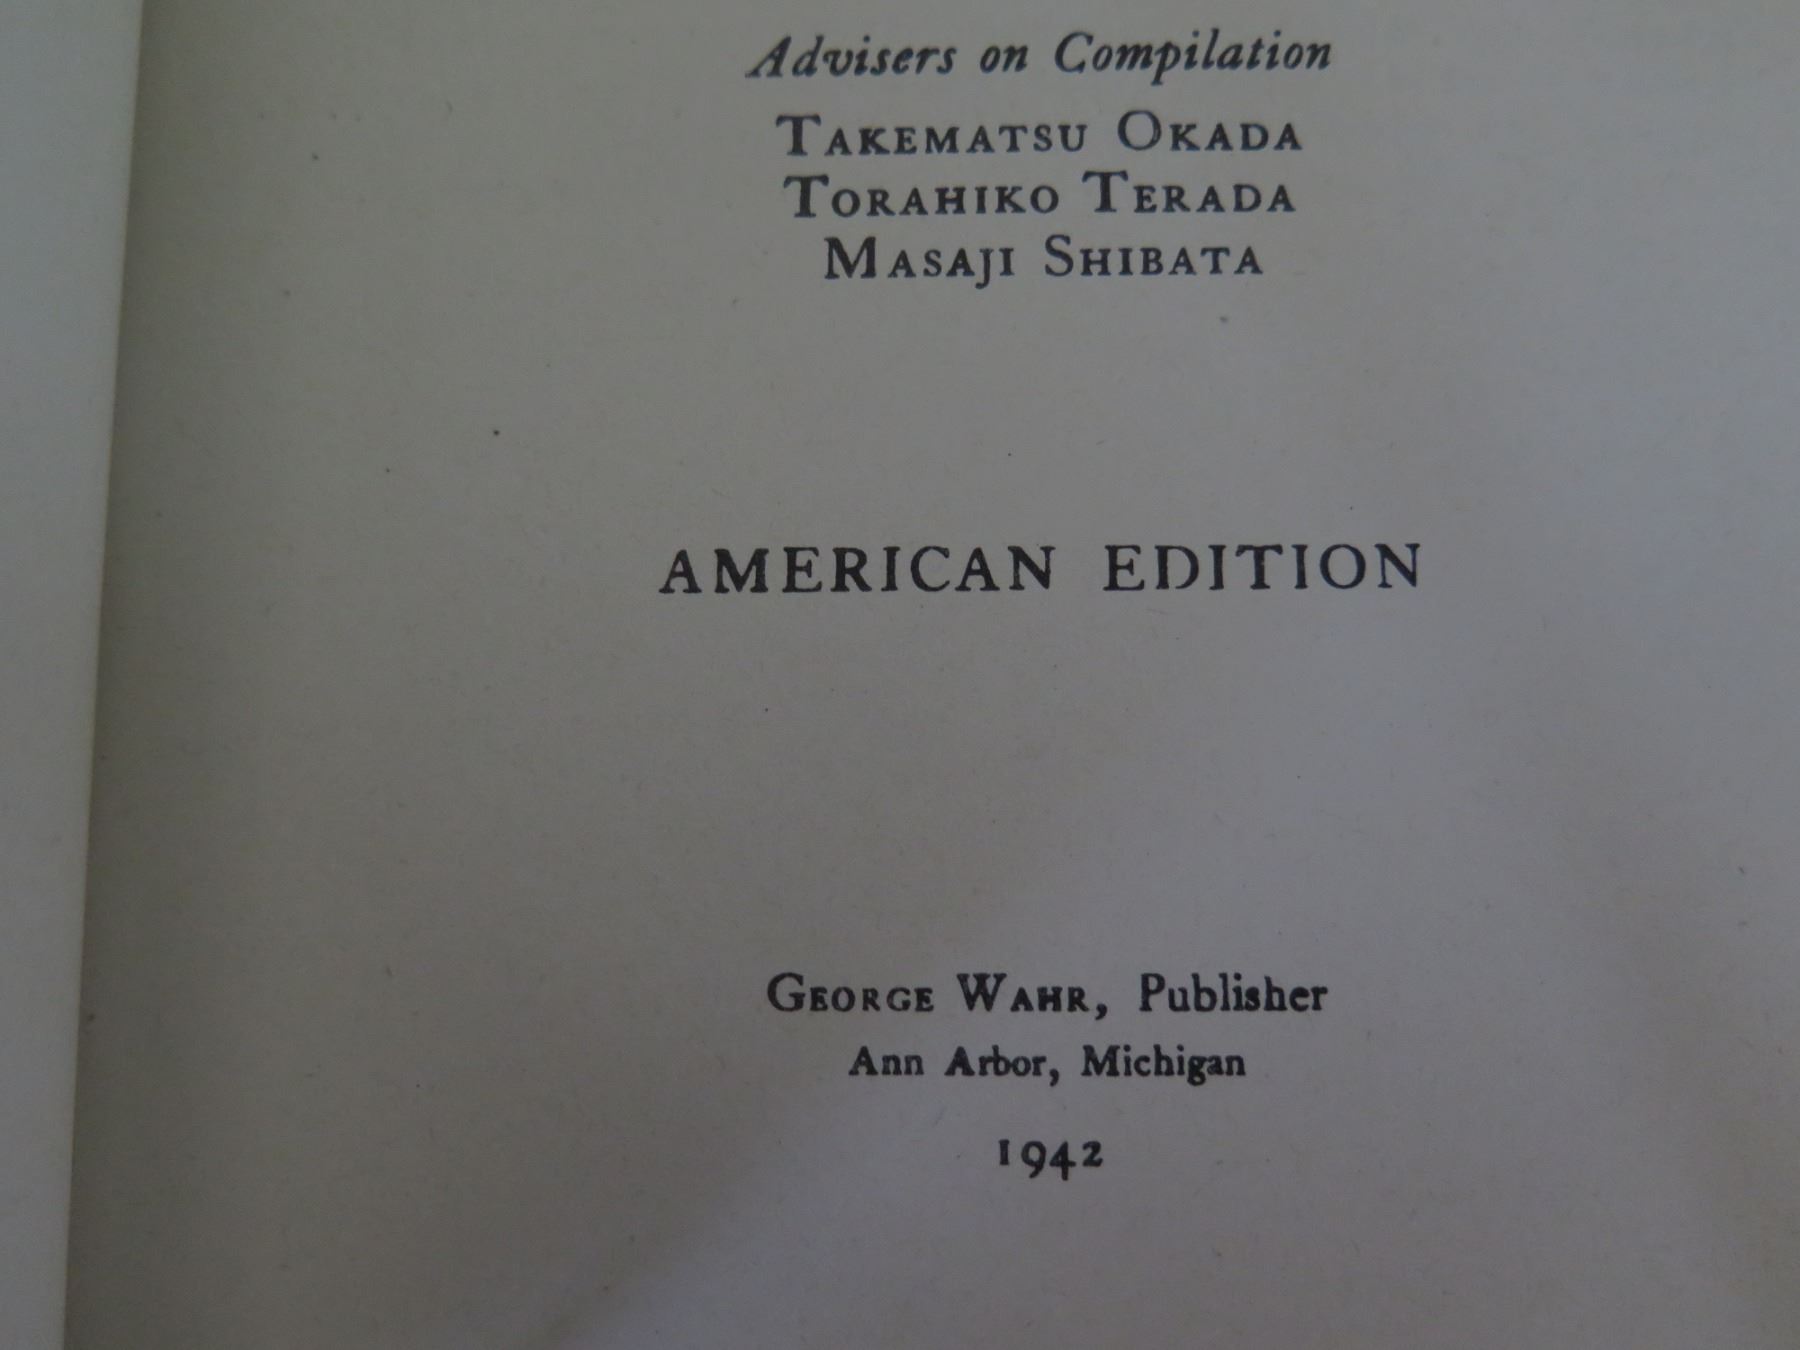 Advisers on Compilation
TAKEMATSU OKADA
TORAHIKO TERADA
MASAJI SHIBATA
AMERICAN EDITION
GEORGE WAHR, Publisher
Ann Arbor, Michigan
1942